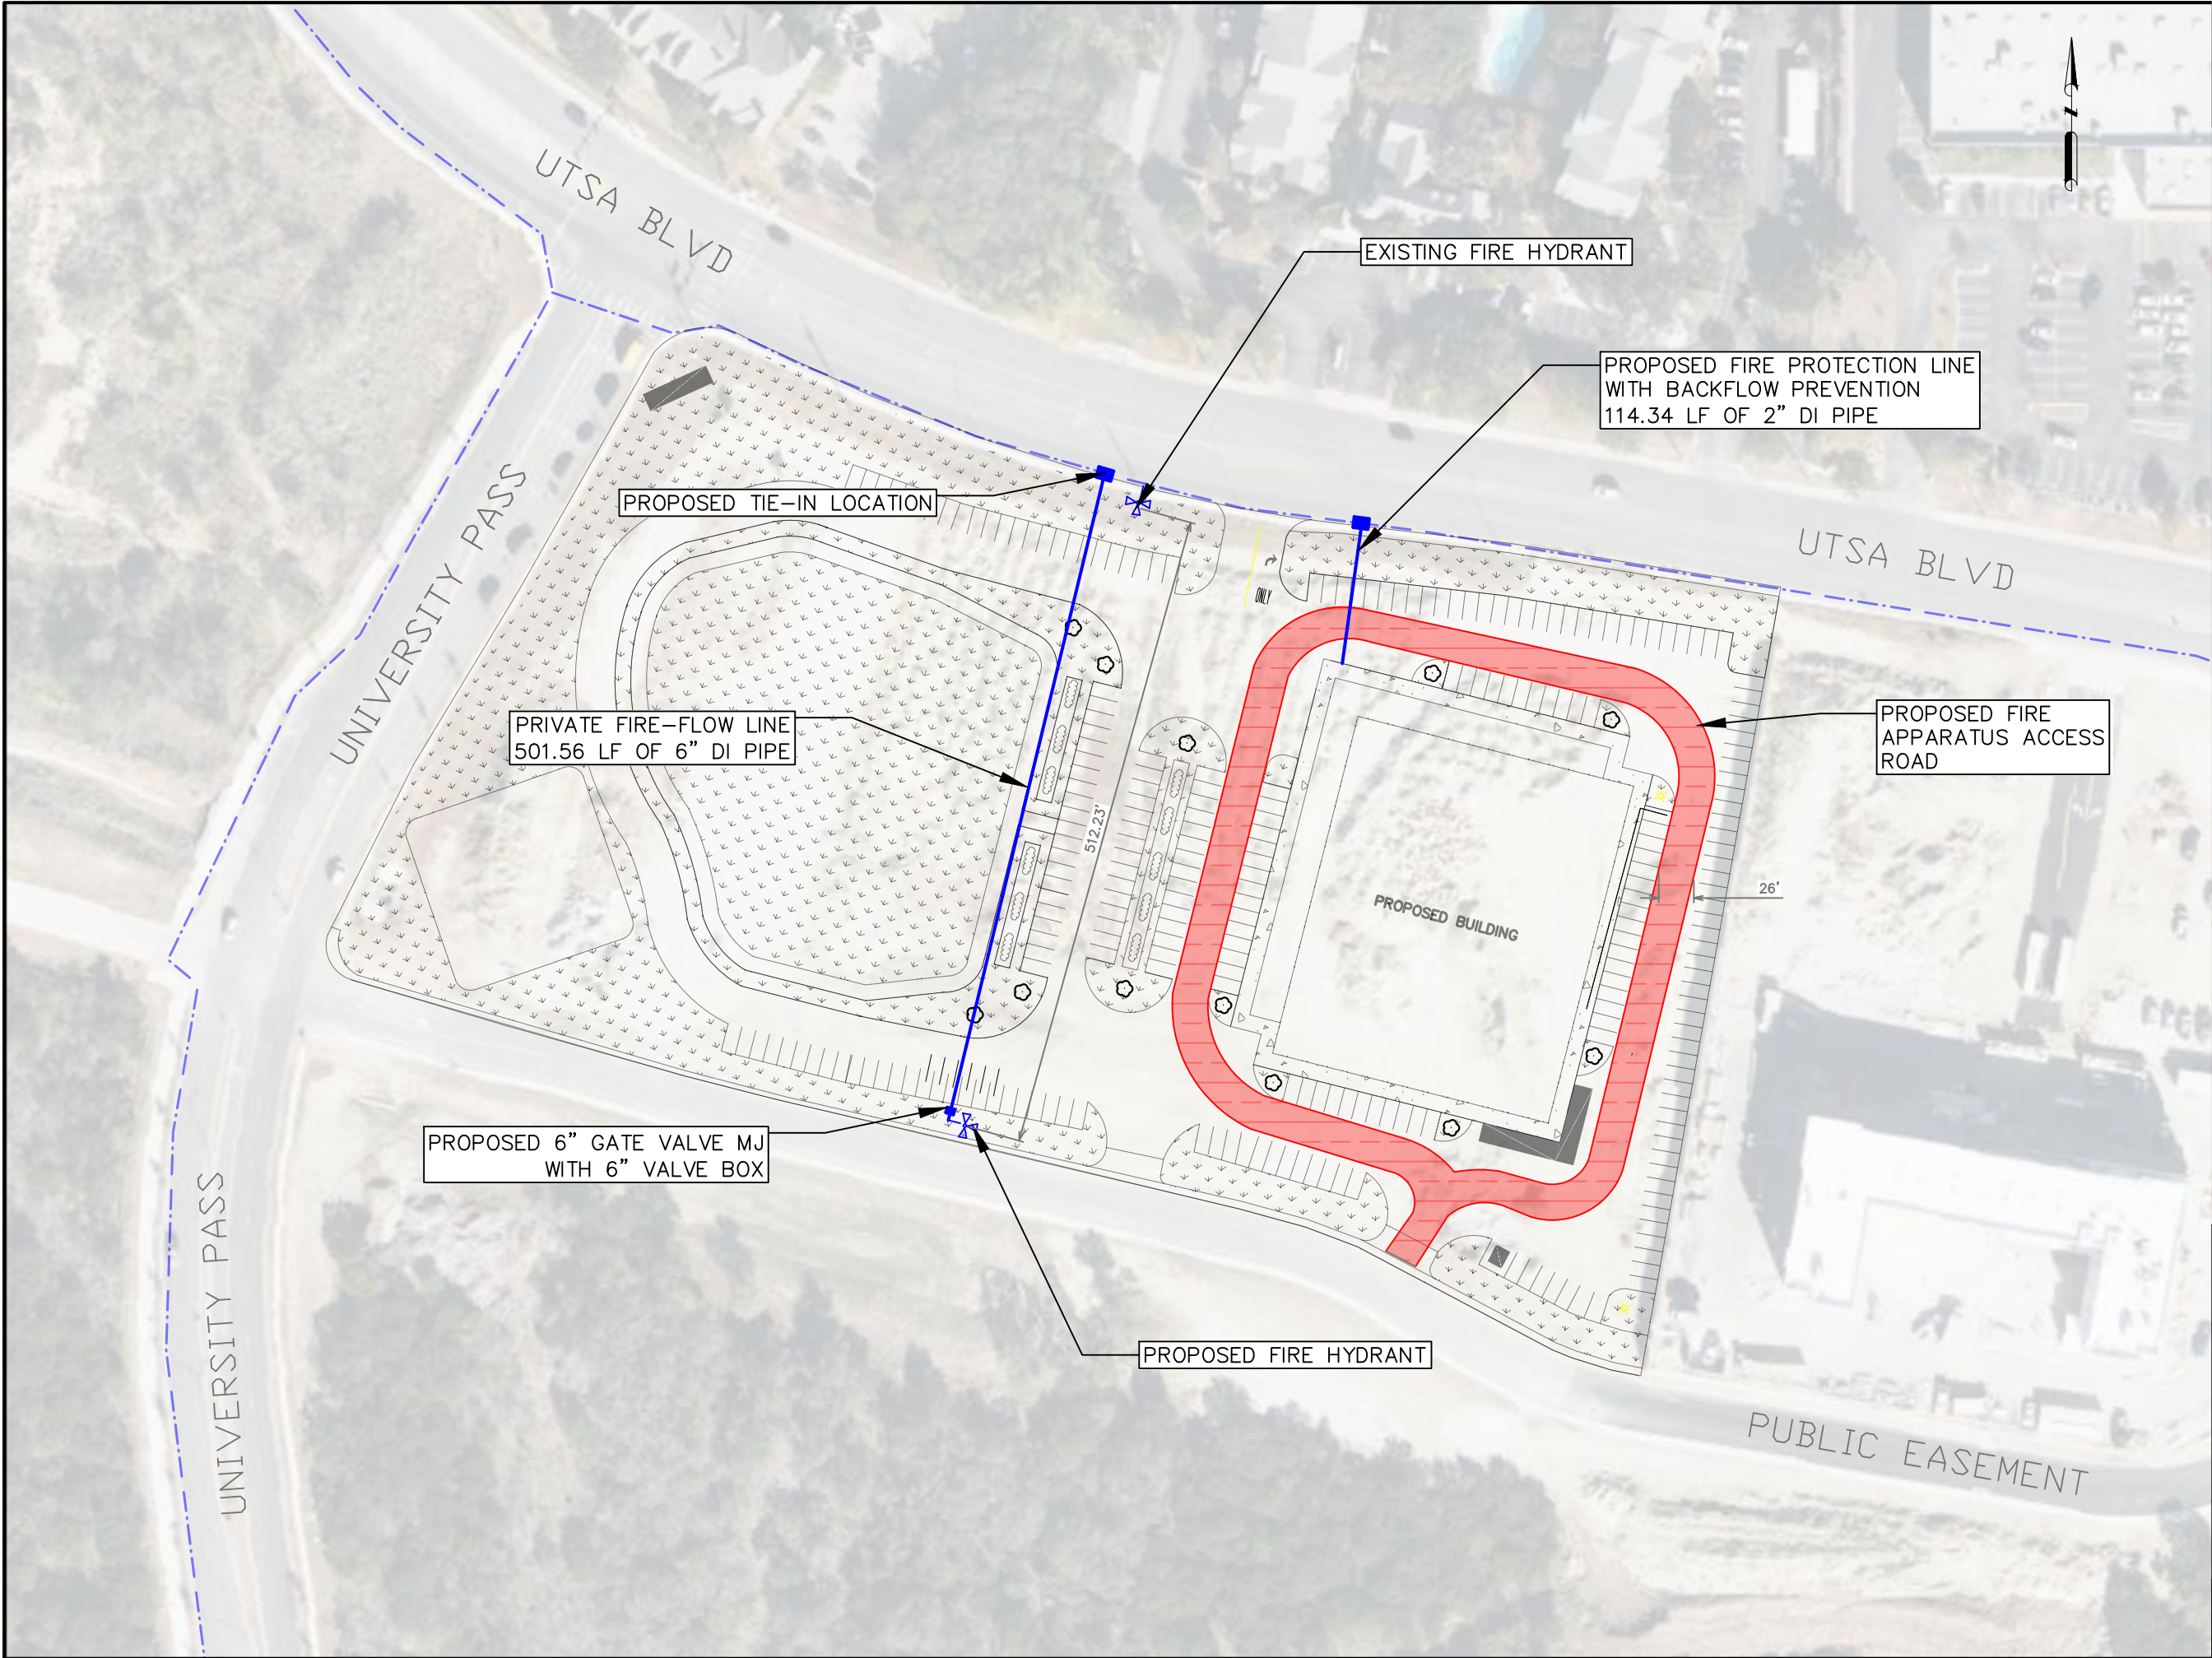 UTSA BLVD
EXISTING FIRE HYDRANT
PROPOSED FIRE PROTECTION LINE
WITH BACKFLOW PREVENTION
114.34 LF OF 2” DI PIPE
PROPOSED TIE-IN LOCATION
UTSA BLVD
UNIVERSITY PASS
ONLY
PRIVATE FIRE-FLOW LINE
501.56 LF OF 6” DI PIPE
PROPOSED FIRE
APPARATUS ACCESS
ROAD
512.23'
26'
PROPOSED BUILDING
PROPOSED 6” GATE VALVE MJ
WITH 6” VALVE BOX
UNIVERSITY PASS
PROPOSED FIRE HYDRANT
PUBLIC EASEMENT